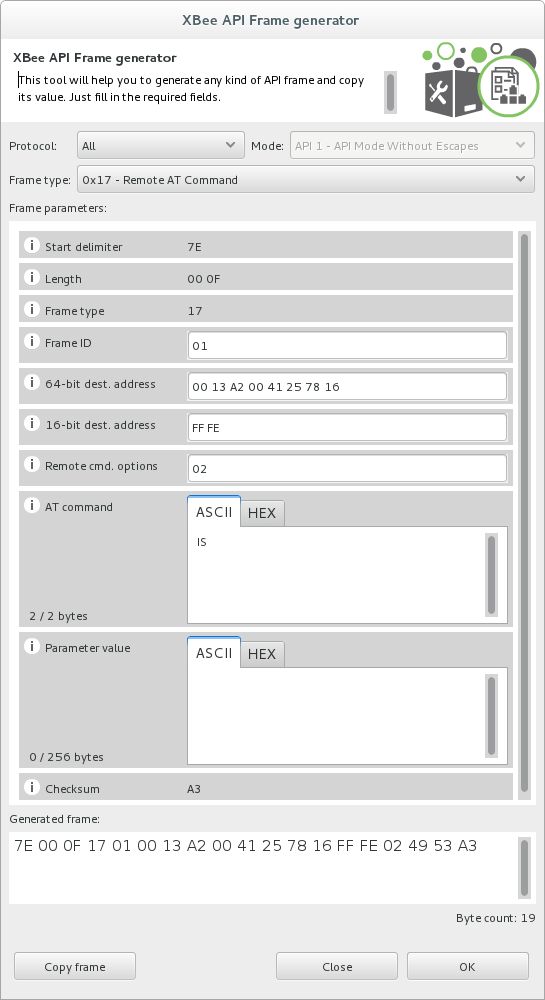 XBee API Frame generator
XBee API Frame generator
This tool will help you to generate any kind of API frame and copy
its value. Just fill in the required fields.
Protocol: All Mode: API 1 - API Mode Without Escapes
Frame type: 0x17 - Remote AT Command
Frame parameters:
i Start delimiter 7E
i Length 00 0F
i Frame type 17
i Frame ID 01
i 64-bit dest. address 00 13 A2 00 41 25 78 16
i 16-bit dest. address FF FE
i Remote cmd. options 02
i AT command ASCII HEX
IS
2 / 2 bytes
i Parameter value ASCII HEX
0 / 256 bytes
i Checksum A3
Generated frame:
7E 00 0F 17 01 00 13 A2 00 41 25 78 16 FF FE 02 49 53 A3
Byte count: 19
Copy frame Close OK